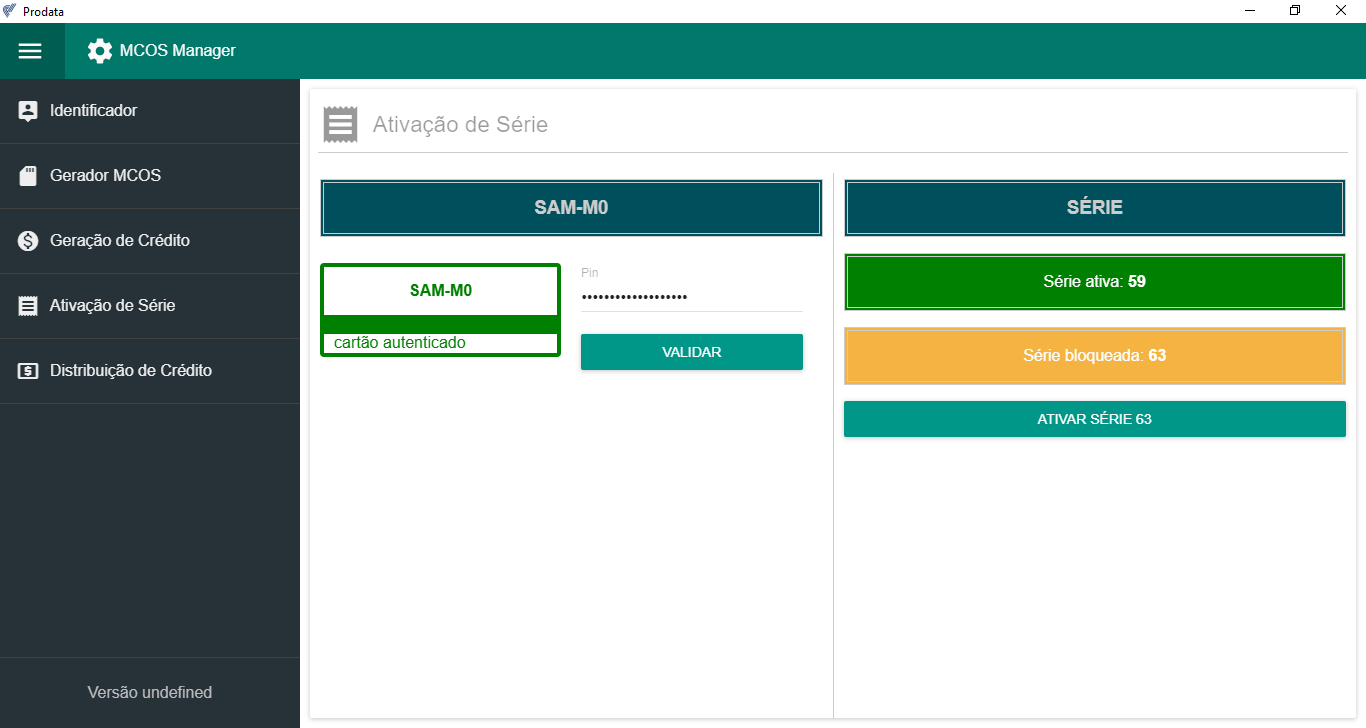 Prodata
MCOS Manager
Identificador
Gerador MCOS
Geração de Crédito
Ativação de Série
Distribuição de Crédito
Versão undefined
Ativação de Série
SAM-M0
SAM-M0
cartão autenticado
Pin
•••••••••••••••••••
VALIDAR
SÉRIE
Série ativa: 59
Série bloqueada: 63
ATIVAR SÉRIE 63